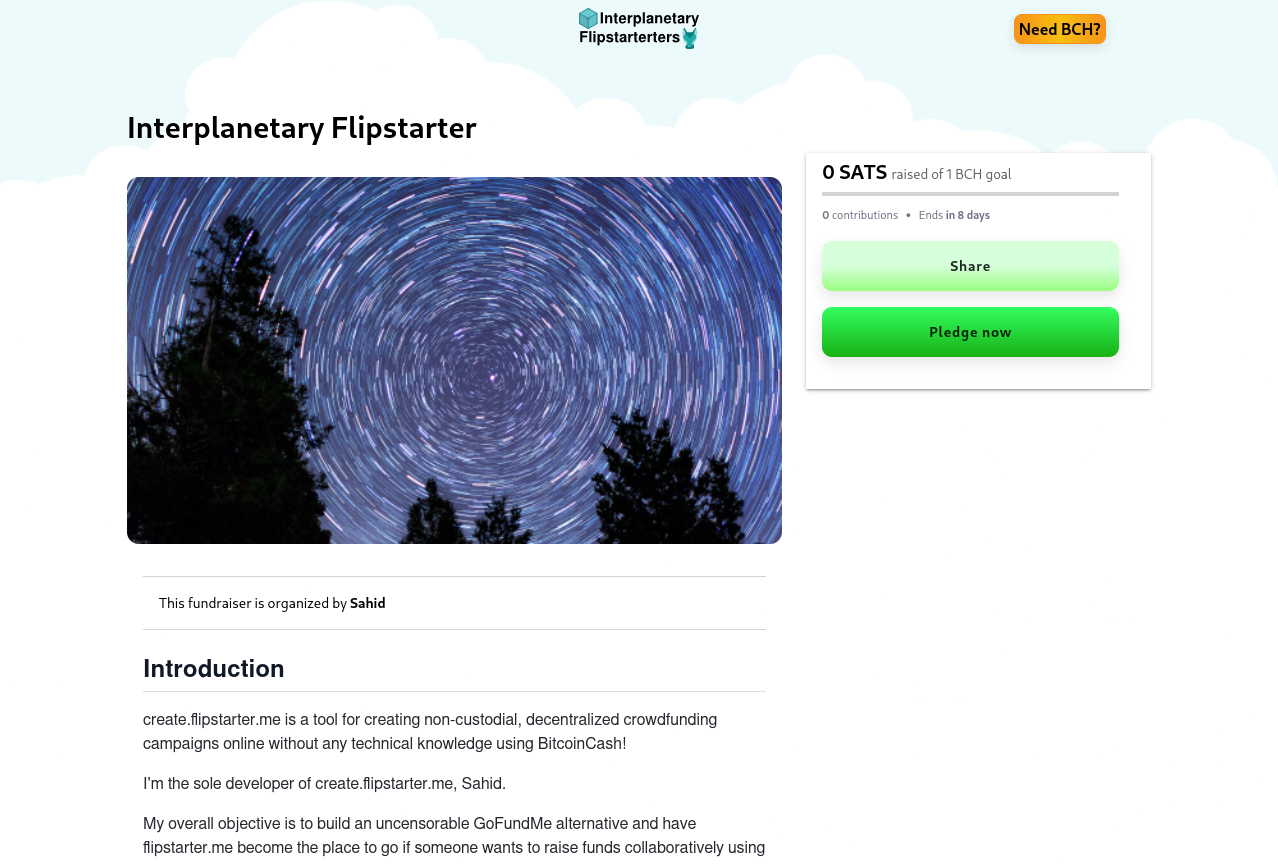 Interplanetary
Flipstarterters
Need BCH?
Interplanetary Flipstarter
0 SATS raised of 1 BCH goal
0 contributions • Ends in 8 days
Share
Pledge now
This fundraiser is organized by Sahid
Introduction
create.flipstarter.me is a tool for creating non-custodial, decentralized crowdfunding
campaigns online without any technical knowledge using BitcoinCash!
I'm the sole developer of create.flipstarter.me, Sahid.
My overall objective is to build an uncensorable GoFundMe alternative and have
flipstarter.me become the place to go if someone wants to raise funds collaboratively using